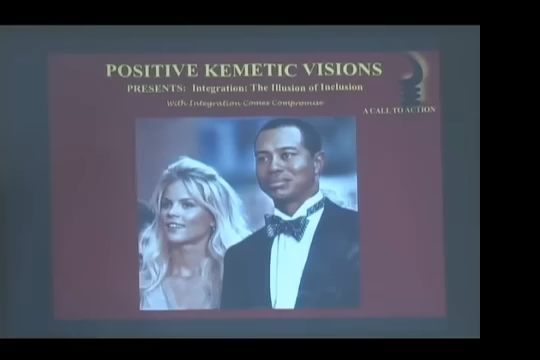 POSITIVE KEMETIC VISIONS
PRESENTS: Integration: The Illusion of Inclusion
With Integration Comes Compromise
A CALL TO ACTION